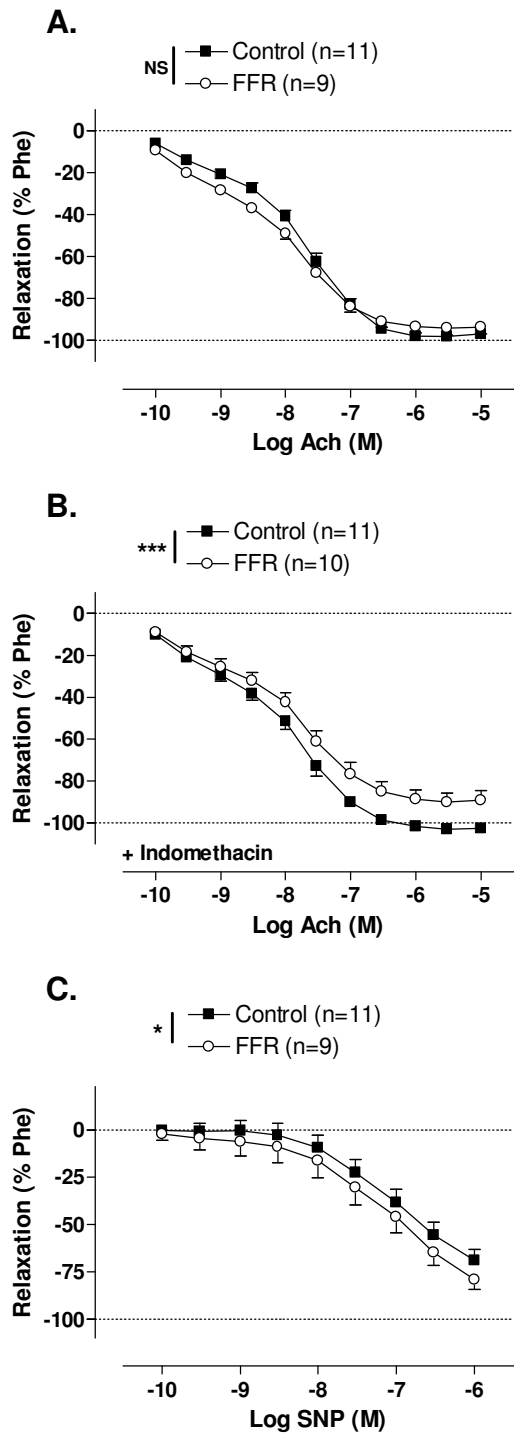 A.
Control (n=11)
NS
FFR (n=9)
0
-20
-40
-60
-80
-100
Relaxation (% Phe)
-10 -9 -8 -7 -6 -5
Log Ach (M)
B.
Control (n=11)
***
FFR (n=10)
0
-20
-40
-60
-80
-100
Relaxation (% Phe)
+ Indomethacin
-10 -9 -8 -7 -6 -5
Log Ach (M)
C.
Control (n=11)
*
FFR (n=9)
0
-25
-50
-75
-100
Relaxation (% Phe)
-10 -9 -8 -7 -6
Log SNP (M)